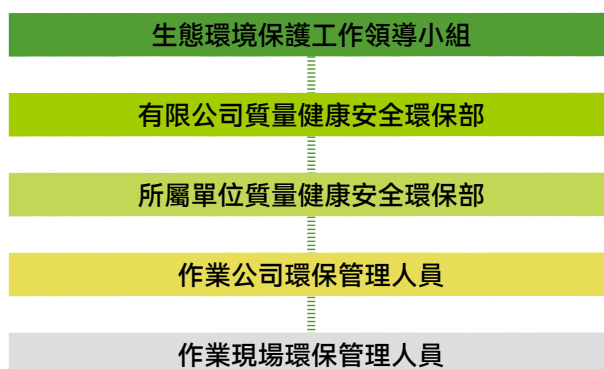 生態環境保護工作領導小組
有限公司質量健康安全環保部
所屬單位質量健康安全環保部
作業公司環保管理人員
作業現場環保管理人員